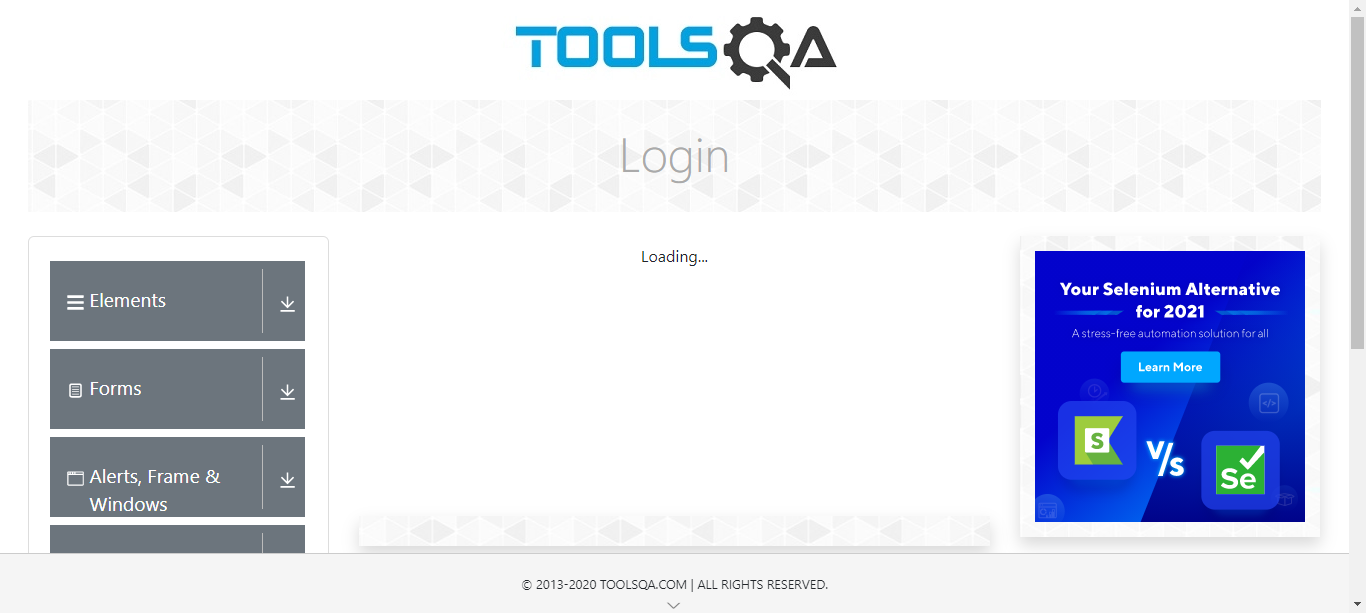 TOOLSQA
Login
Elements
Forms
Alerts, Frame &
Windows
Loading...
Your Selenium Alternative
for 2021
A stress-free automation solution for all
Learn More
S
V/s
Se
© 2013-2020 TOOLSQA.COM | ALL RIGHTS RESERVED.